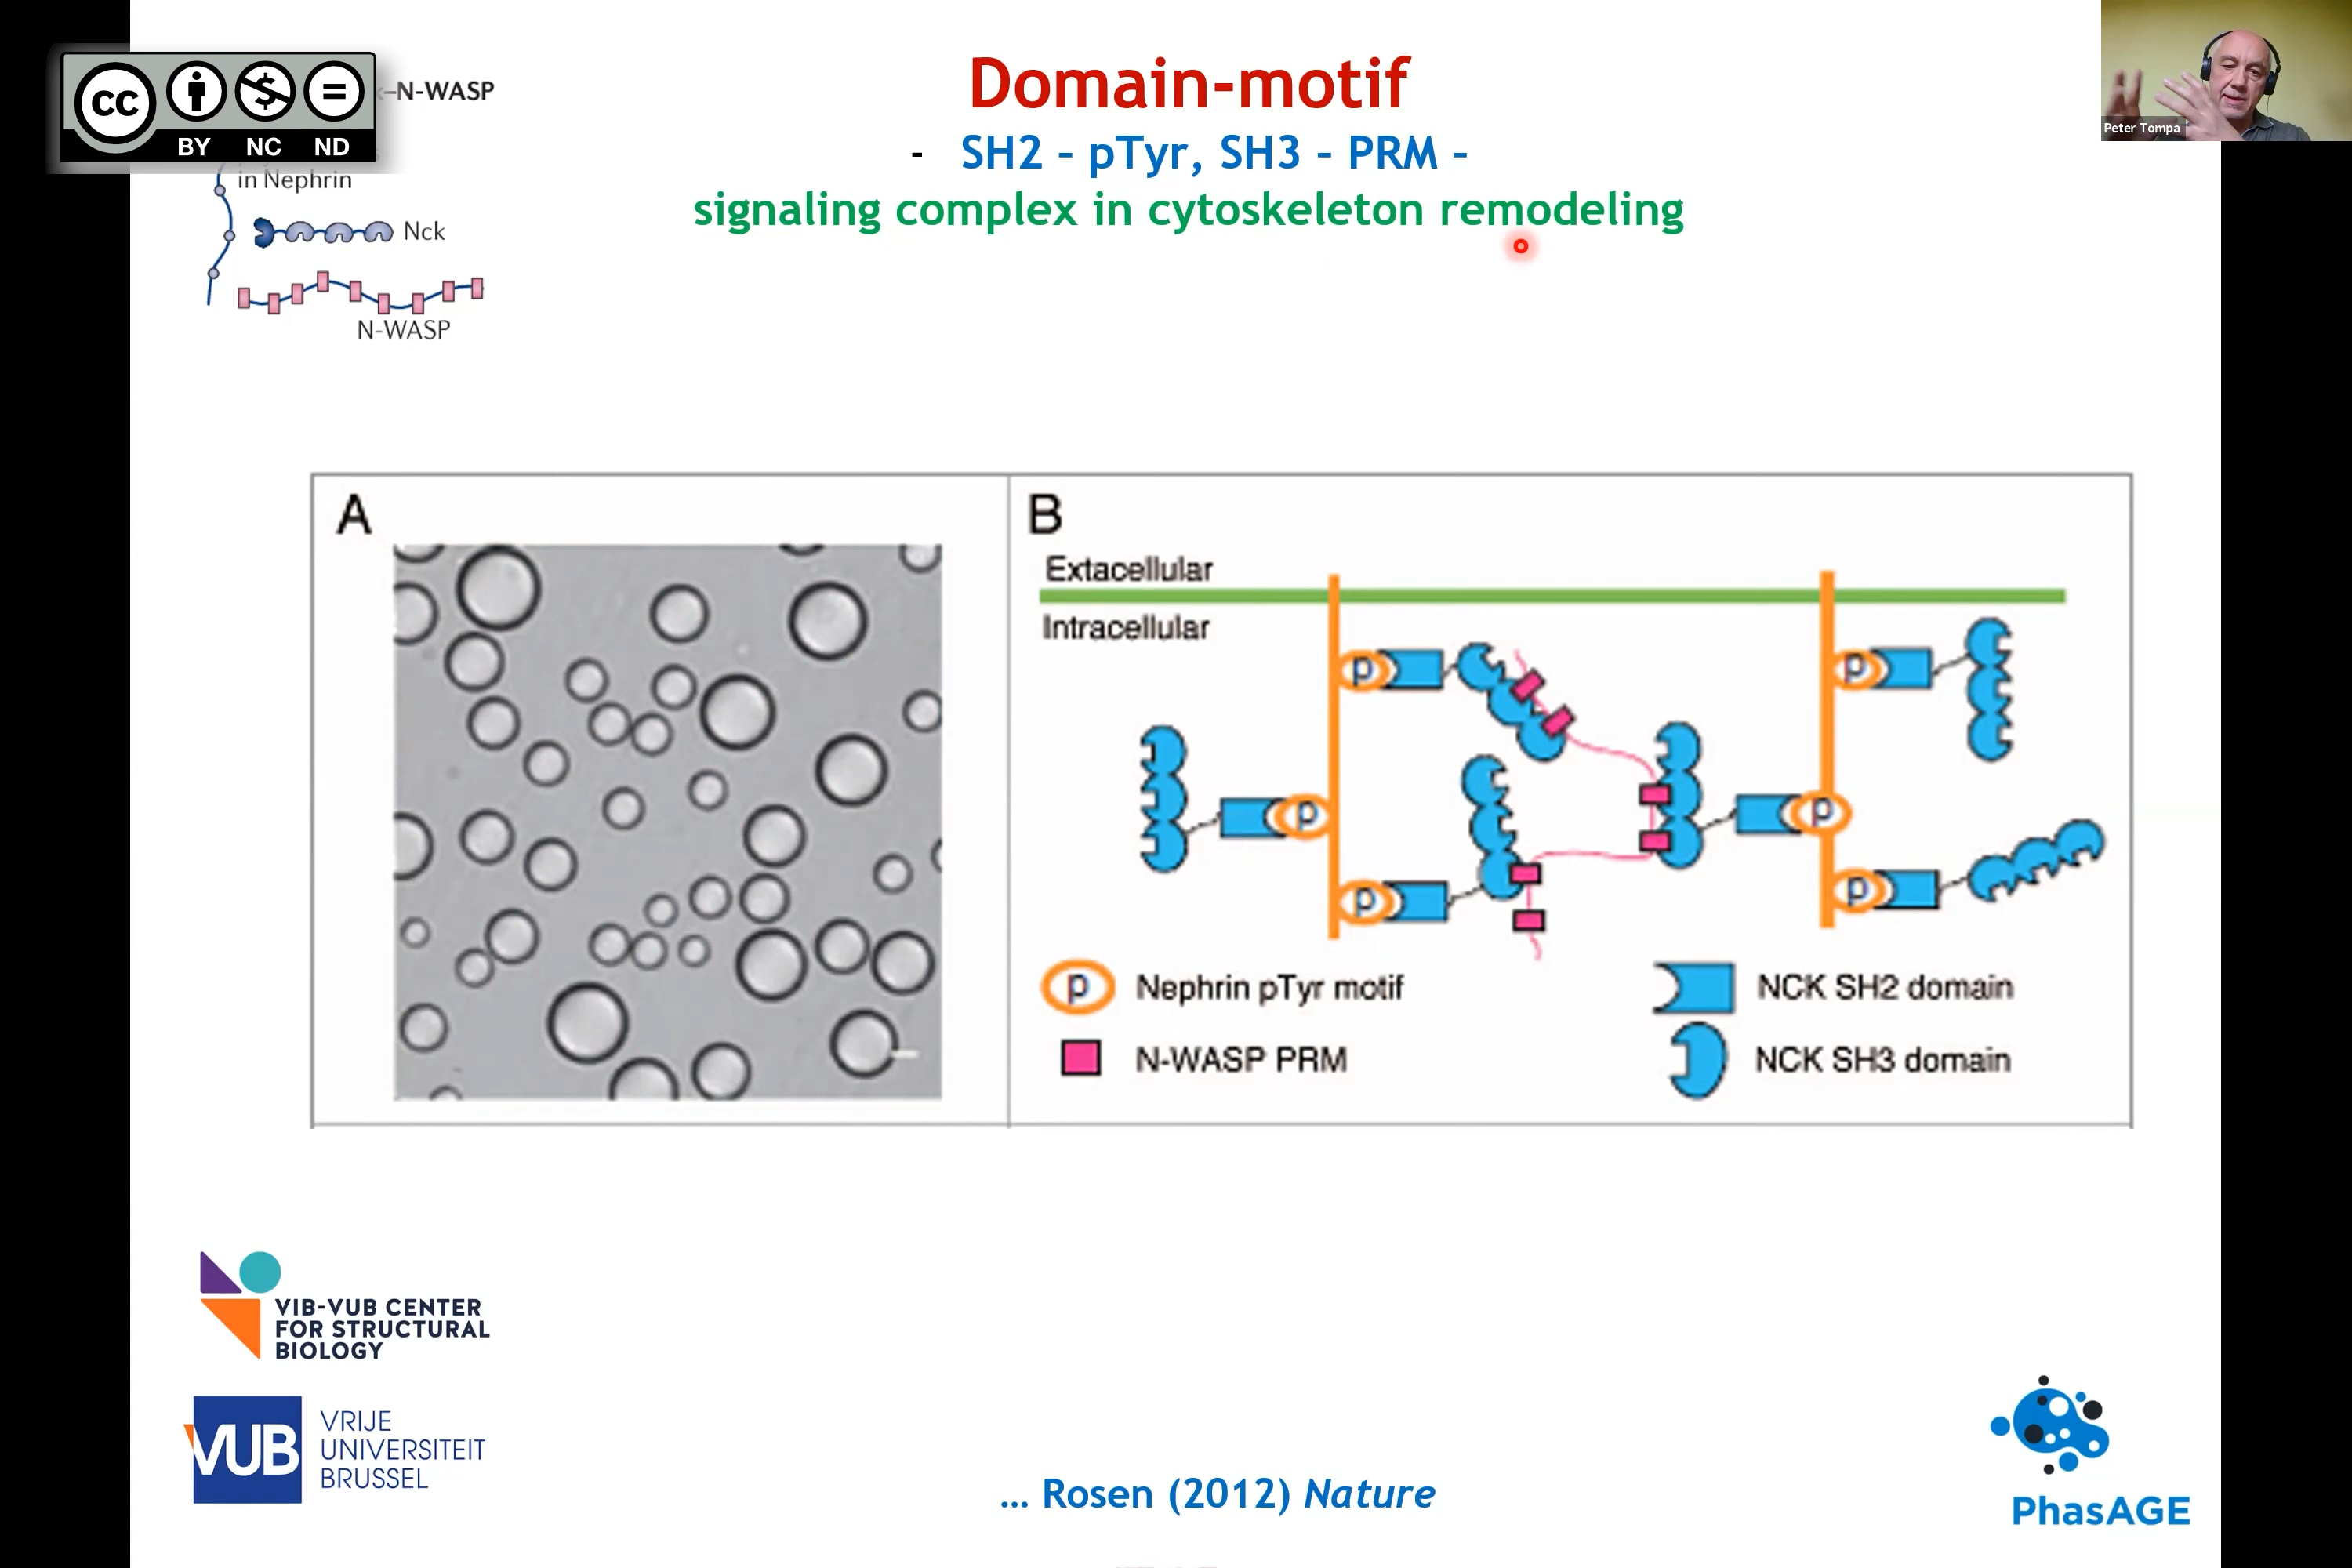 CC
BY NC ND
–N-WASP
in Nephrin
Nck
N-WASP
Domain-motif
- SH2 – pTyr, SH3 – PRM –
signaling complex in cytoskeleton remodeling
Peter Tompa
A
B
Extacellular
Intracellular
p
p
p
p
p
p
p Nephrin pTyr motif
NCK SH2 domain
N-WASP PRM
NCK SH3 domain
VIB-VUB CENTER
FOR STRUCTURAL
BIOLOGY
VUB
VRIJE
UNIVERSITEIT
BRUSSEL
... Rosen (2012) Nature
PhasAGE